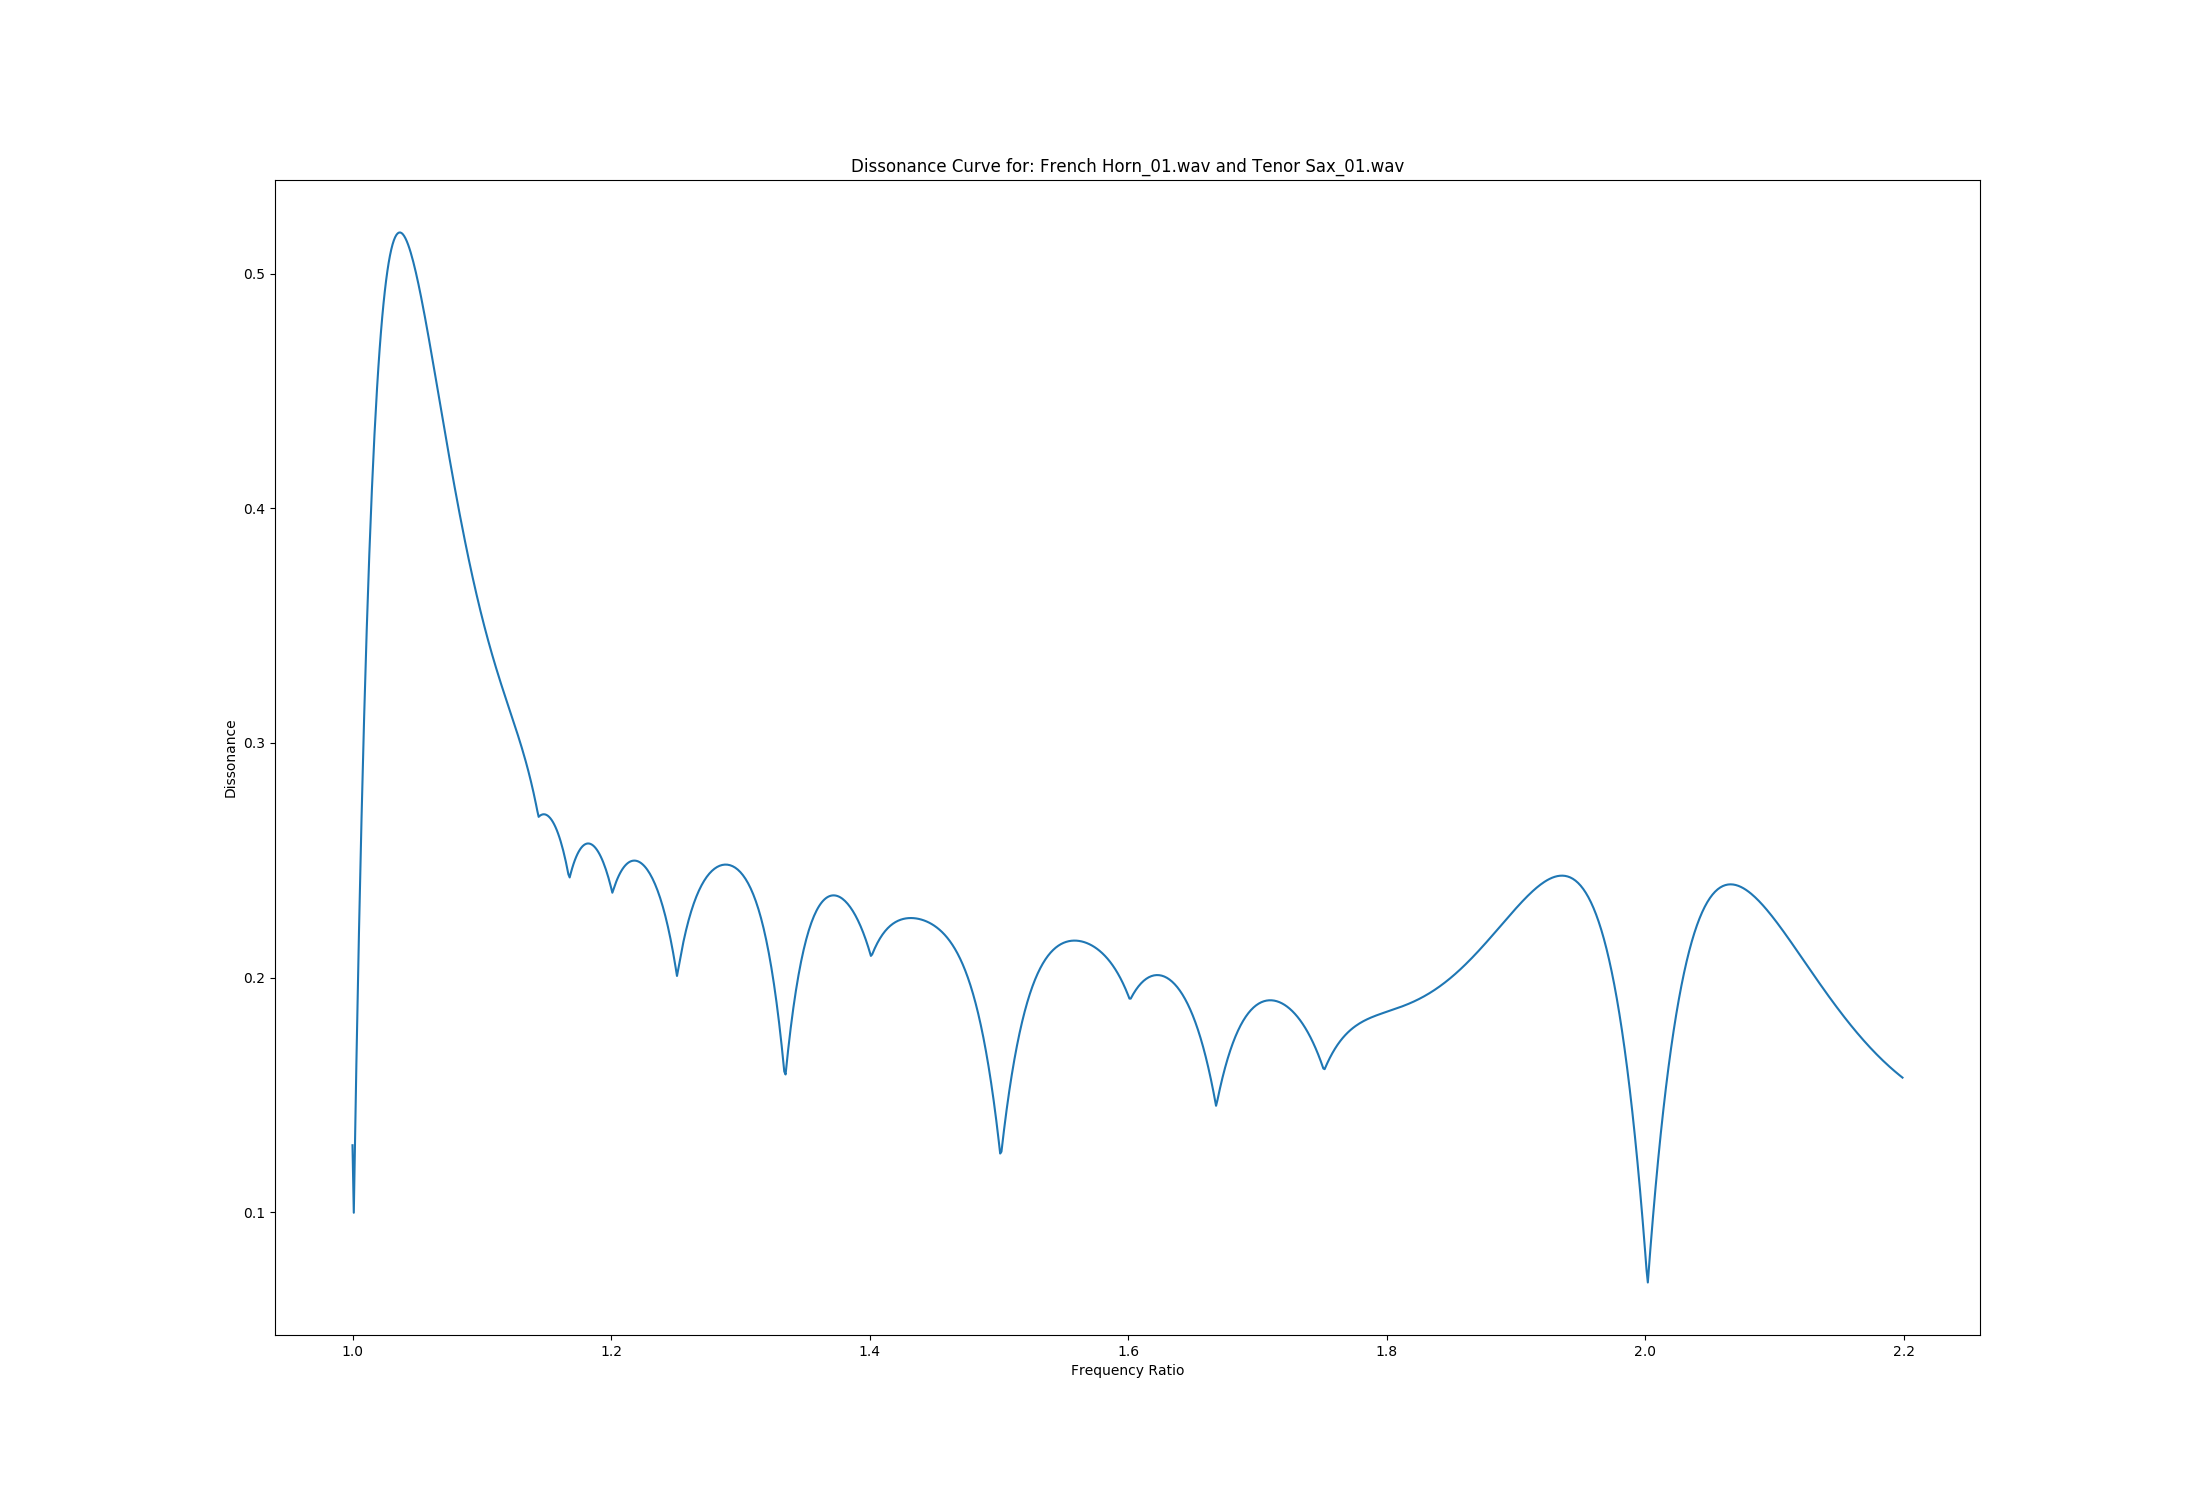 Dissonance Curve for: French Horn_01.wav and Tenor Sax_01.wav
0.5
0.4
0.3
0.2
0.1
Dissonance
1.0 1.2 1.4 1.6 1.8 2.0 2.2
Frequency Ratio